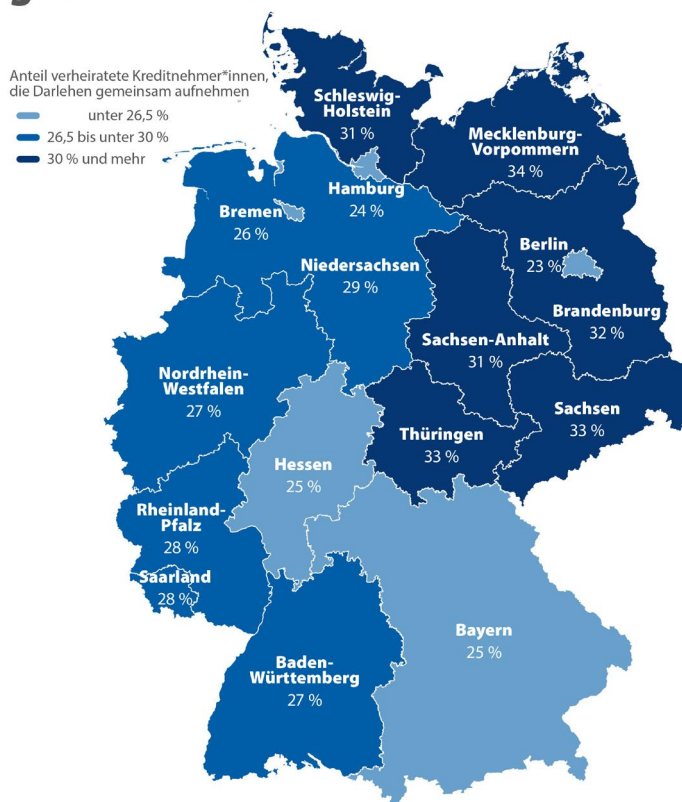 Anteil verheiratete Kreditnehmer*innen,
die Darlehen gemeinsam aufnehmen
unter 26,5 %
26,5 bis unter 30 %
30 % und mehr
Schleswig-
Holstein
31 %
Mecklenburg-
Vorpommern
34 %
Hamburg
24 %
Bremen
26 %
Niedersachsen
29 %
Berlin
23 %
Brandenburg
32 %
Sachsen-Anhalt
31 %
Nordrhein-
Westfalen
27 %
Sachsen
33 %
Thüringen
33 %
Hessen
25 %
Rheinland-
Pfalz
28 %
Saarland
28 %
Bayern
25 %
Baden-
Württemberg
27 %